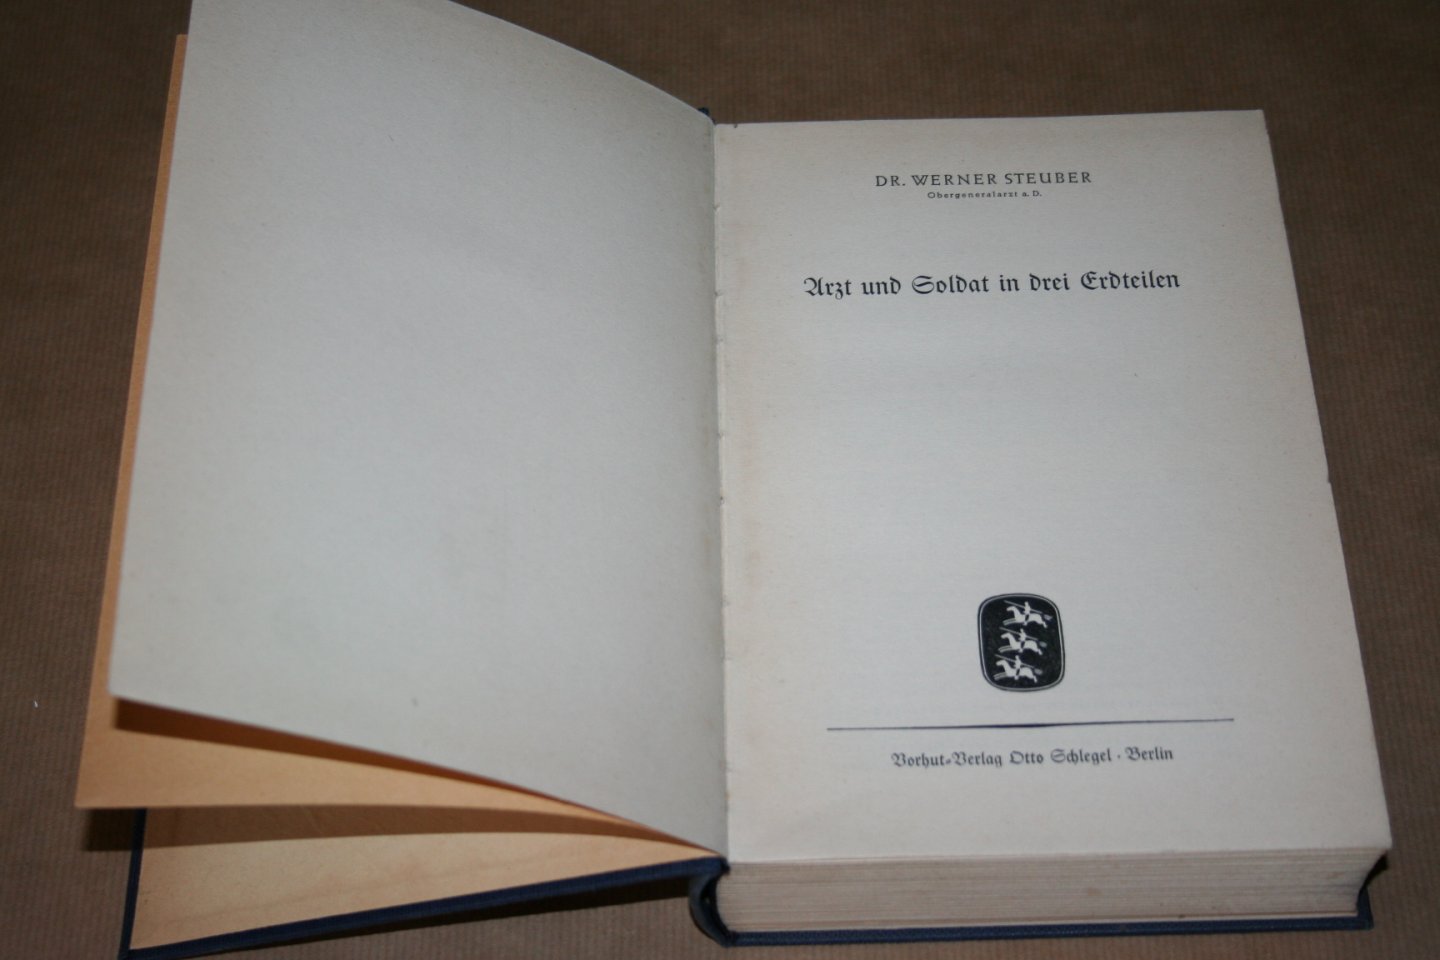 DR. WERNER STEUBER
Obergeneralarzt a. D.
Arzt und Soldat in drei Erdteilen
Vorhut-Verlag Otto Schlegel · Berlin